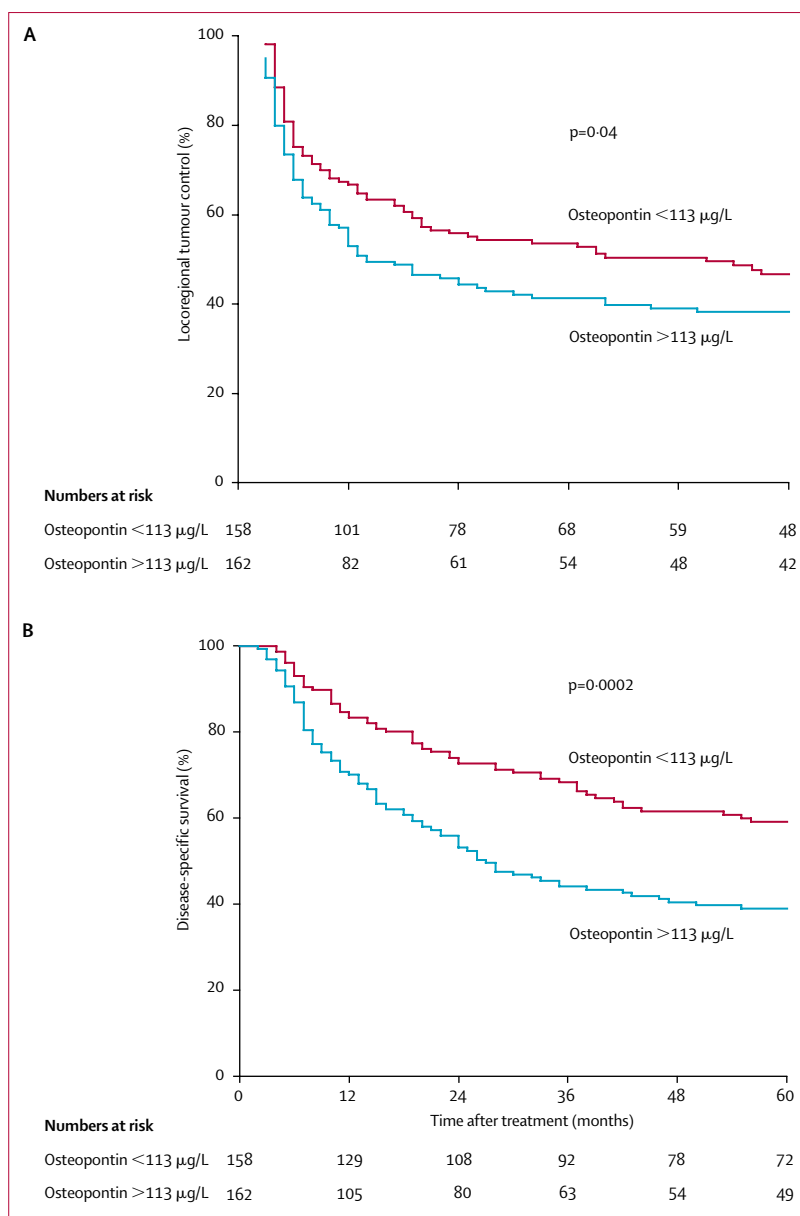 A
100
80
60
40
20
0
Locoregional tumour control (%)
p=0·04
Osteopontin <113 μg/L
Osteopontin >113 μg/L
Numbers at risk
Osteopontin <113 μg/L 158 101 78 68 59 48
Osteopontin >113 μg/L 162 82 61 54 48 42
B
100
80
60
40
20
0
Disease-specific survival (%)
p=0·0002
Osteopontin <113 μg/L
Osteopontin >113 μg/L
0 12 24 36 48 60
Time after treatment (months)
Numbers at risk
Osteopontin <113 μg/L 158 129 108 92 78 72
Osteopontin >113 μg/L 162 105 80 63 54 49